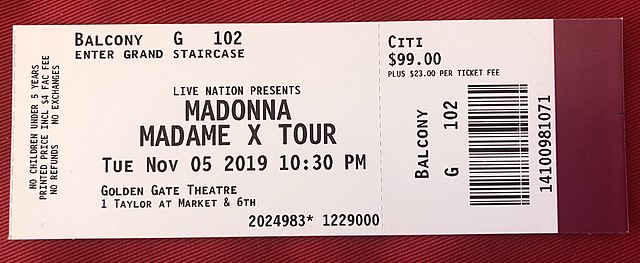 NO CHILDREN UNDER 5 YEARS
PRINTED PRICE INCL $4 FAC FEE
NO REFUNDS    NO EXCHANGES
BALCONY G 102
ENTER GRAND STAIRCASE
LIVE NATION PRESENTS
MADONNA
MADAME X TOUR
TUE NOV 05 2019 10:30 PM
GOLDEN GATE THEATRE
1 TAYLOR AT MARKET & 6TH
2024983* 1229000
CITI
$99.00
PLUS $23.00 PER TICKET FEE
BALCONY 102
G
14100981071